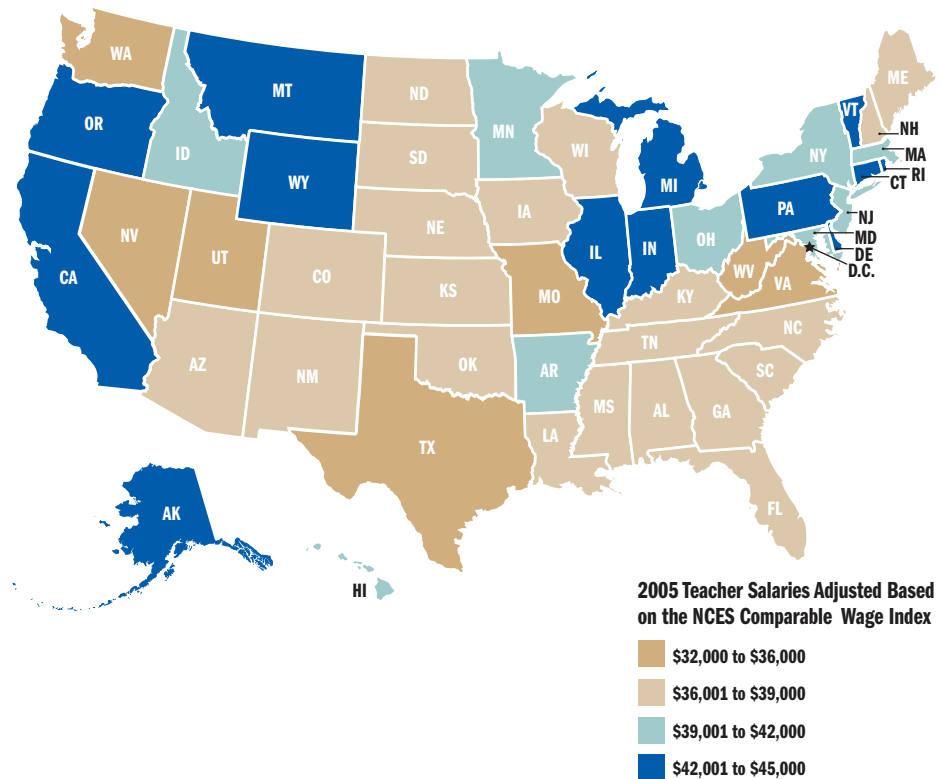 WA
MT
ND
MN
ME
OR
ID
SD
WI
VT
NH
NY
MA
RI
CT
WY
MI
IA
PA
NJ
NE
OH
MD
DE
D.C.
NV
UT
IL
IN
CA
CO
KS
MO
WV
VA
KY
NC
TN
AZ
NM
OK
AR
SC
MS
AL
GA
TX
LA
FL
AK
HI
2005 Teacher Salaries Adjusted Based
on the NCES Comparable Wage Index
$32,000 to $36,000
$36,001 to $39,000
$39,001 to $42,000
$42,001 to $45,000